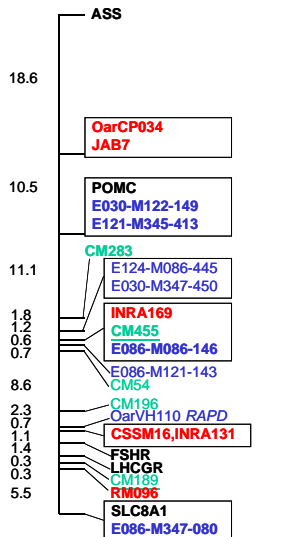 ASS
18.6
OarCP034
JAB7
10.5
POMC
E030-M122-149
E121-M345-413
CM283
11.1
E124-M086-445
E030-M347-450
1.8
1.2
0.6
0.7
INRA169
CM455
E086-M086-146
E086-M121-143
8.6
CM54
2.3
CM196
0.7
OarVH110 RAPD
1.1
CSSM16,INRA131
1.4
FSHR
0.3
LHCGR
0.3
CM189
5.5
RM096
SLC8A1
E086-M347-080